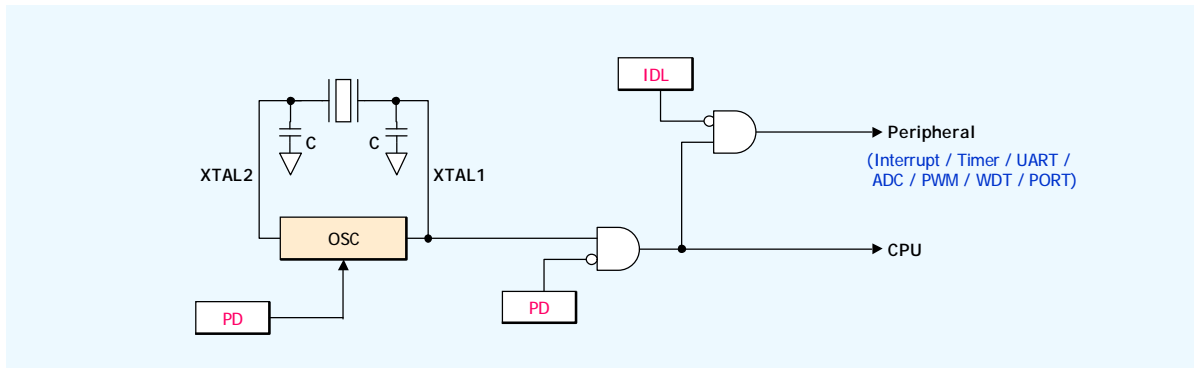 IDL
Peripheral
(Interrupt / Timer / UART /
ADC / PWM / WDT / PORT)
C
C
XTAL2
XTAL1
OSC
CPU
PD
PD